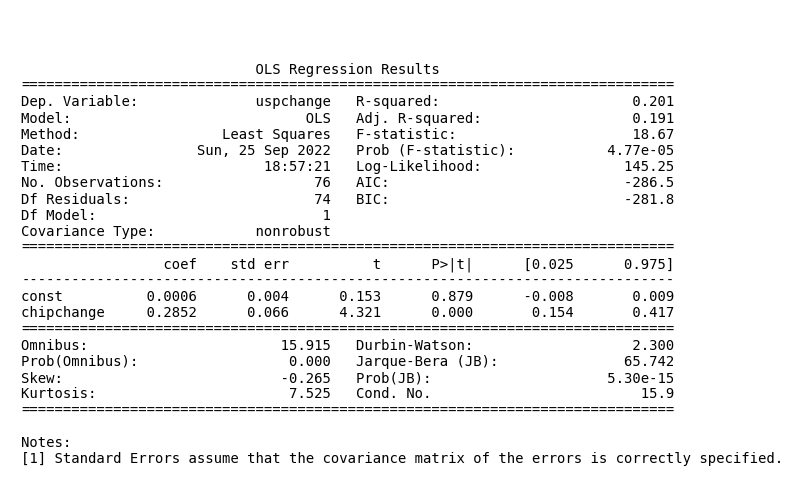 OLS Regression Results
==============================================================================
Dep. Variable:              uspchange   R-squared:                       0.201
Model:                            OLS   Adj. R-squared:                  0.191
Method:                 Least Squares   F-statistic:                     18.67
Date:                Sun, 25 Sep 2022   Prob (F-statistic):           4.77e-05
Time:                        18:57:21   Log-Likelihood:                 145.25
No. Observations:                  76   AIC:                            -286.5
Df Residuals:                      74   BIC:                            -281.8
Df Model:                           1
Covariance Type:            nonrobust
==============================================================================
                 coef    std err          t      P>|t|      [0.025      0.975]
------------------------------------------------------------------------------
const          0.0006      0.004      0.153      0.879      -0.008       0.009
chipchange     0.2852      0.066      4.321      0.000       0.154       0.417
==============================================================================
Omnibus:                       15.915   Durbin-Watson:                   2.300
Prob(Omnibus):                  0.000   Jarque-Bera (JB):               65.742
Skew:                          -0.265   Prob(JB):                     5.30e-15
Kurtosis:                       7.525   Cond. No.                         15.9
==============================================================================

Notes:
[1] Standard Errors assume that the covariance matrix of the errors is correctly specified.